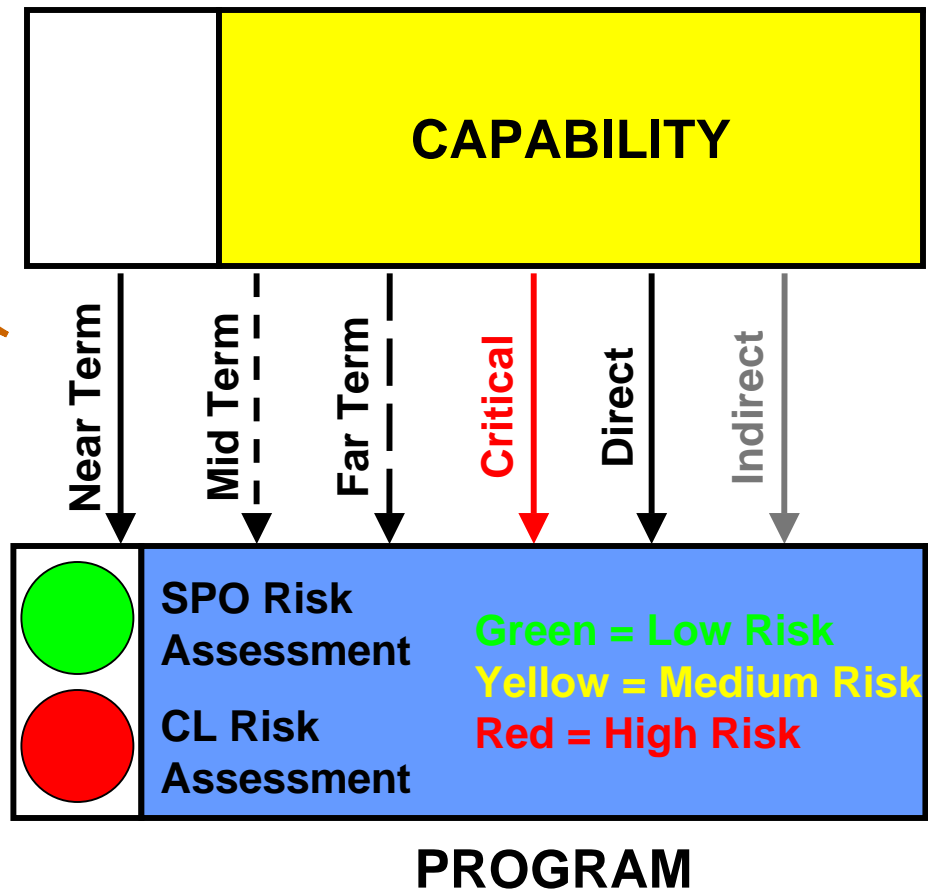 CAPABILITY
Near Term
Mid Term
Far Term
Critical
Direct
Indirect
SPO Risk
Assessment
CL Risk
Assessment
Green = Low Risk
Yellow = Medium Risk
Red = High Risk
PROGRAM